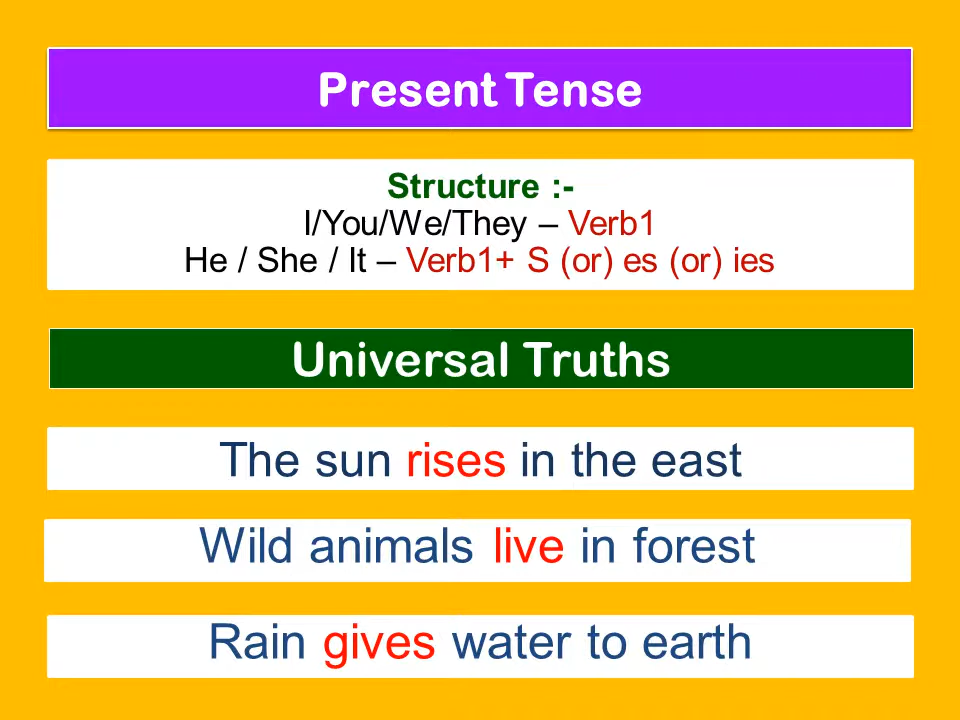 Present Tense
Structure :-
I/You/We/They – Verb1
He / She / It – Verb1+ S (or) es (or) ies
Universal Truths
The sun rises in the east
Wild animals live in forest
Rain gives water to earth